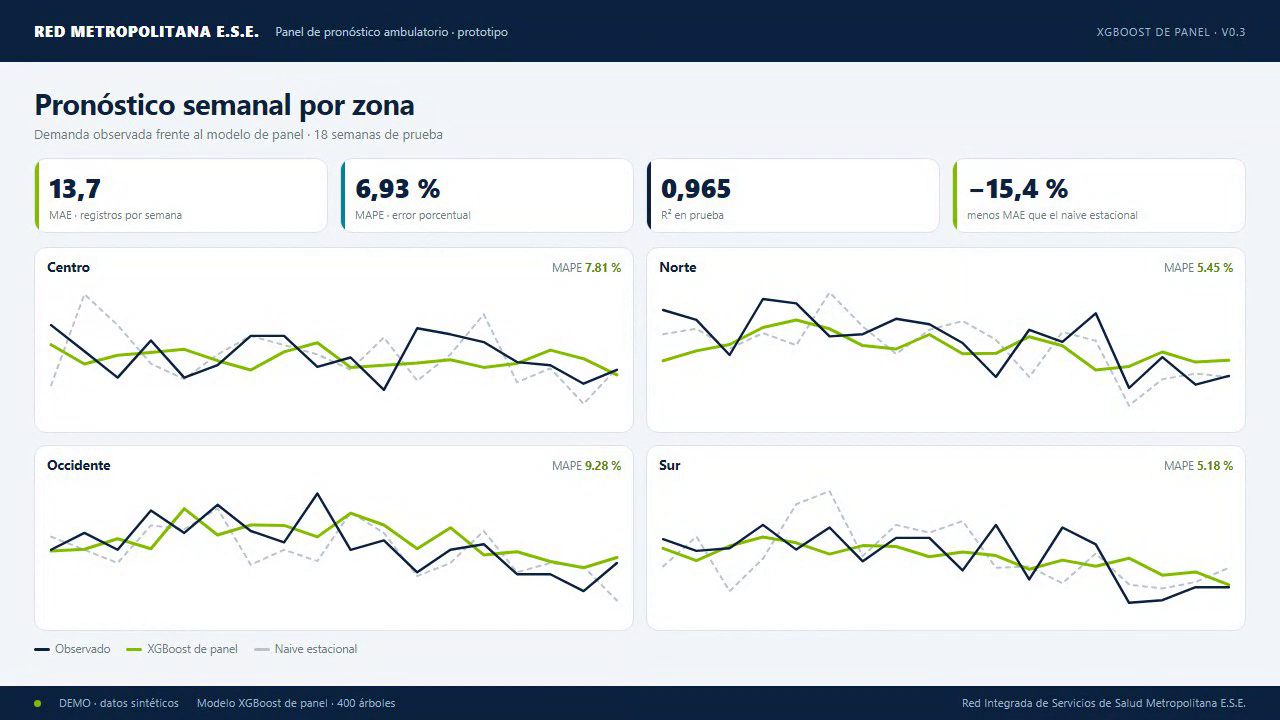 RED METROPOLITANA E.S.E. Panel de pronóstico ambulatorio · prototipo
XGBOOST DE PANEL · V0.3
Pronóstico semanal por zona
Demanda observada frente al modelo de panel · 18 semanas de prueba
13,7
MAE · registros por semana
6,93 %
MAPE · error porcentual
0,965
R² en prueba
−15,4 %
menos MAE que el naive estacional
Centro
MAPE 7.81 %
Norte
MAPE 5.45 %
Occidente
MAPE 9.28 %
Sur
MAPE 5.18 %
Observado
XGBoost de panel
Naive estacional
DEMO · datos sintéticos
Modelo XGBoost de panel · 400 árboles
Red Integrada de Servicios de Salud Metropolitana E.S.E.